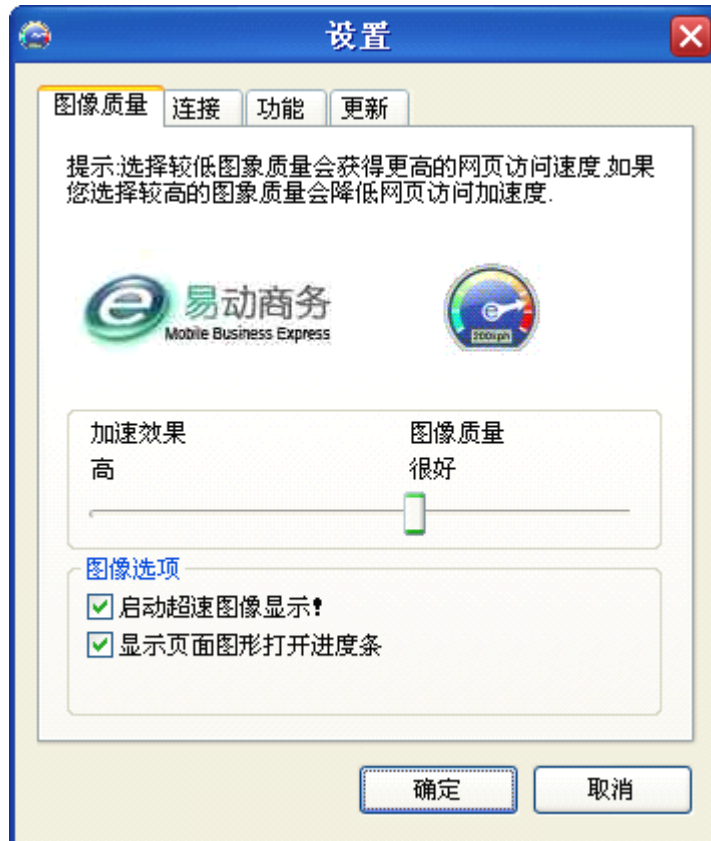 设置
图像质量 连接 功能 更新
提示:选择较低图象质量会获得更高的网页访问速度,如果
您选择较高的图象质量会降低网页访问加速度.
易动商务
Mobile Business Express
e
200kph
加速效果 图像质量
高 很好
图像选项
启动超速图像显示!
显示页面图形打开进度条
确定 取消